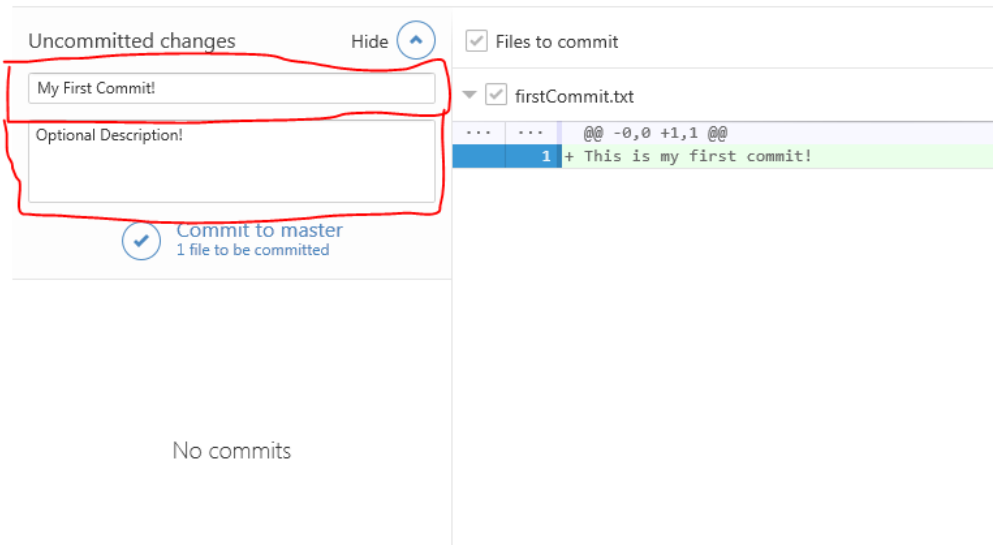 Uncommitted changes
Hide
My First Commit!
Optional Description!
Commit to master
1 file to be committed
No commits
Files to commit
firstCommit.txt
··· ··· @@ -0,0 +1,1 @@
1 + This is my first commit!